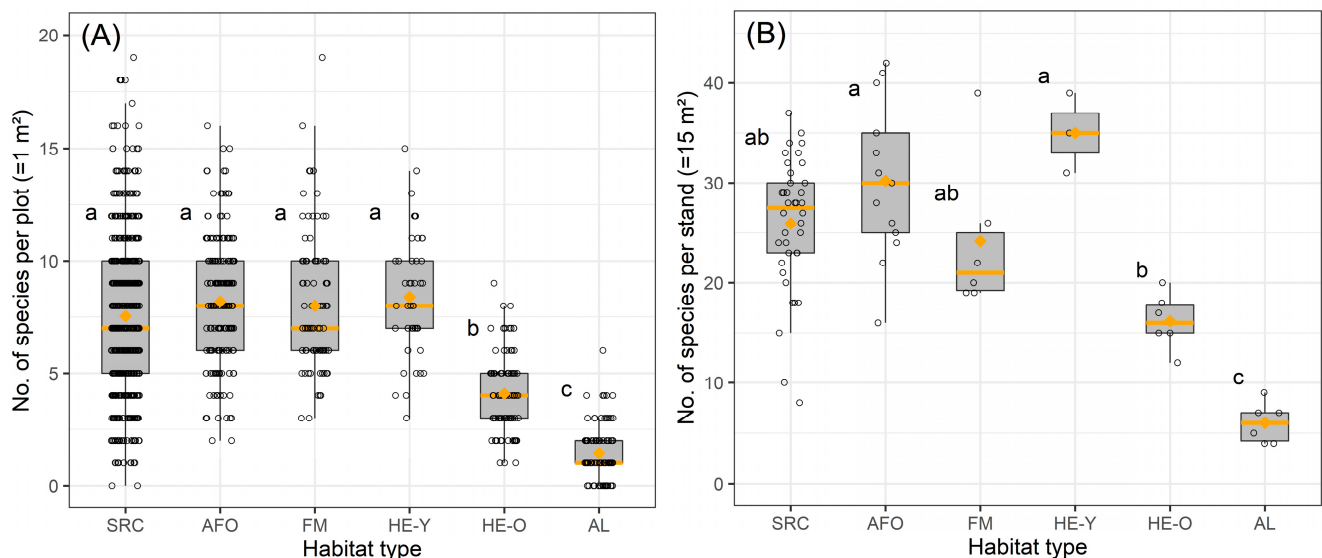 (A)
No. of species per plot (=1 m²)
20
15
10
5
0
a
a
a
a
b
c
SRC AFO FM HE-Y HE-O AL
Habitat type
(B)
No. of species per stand (=15 m²)
40
30
20
10
0
ab
a
ab
a
b
c
SRC AFO FM HE-Y HE-O AL
Habitat type